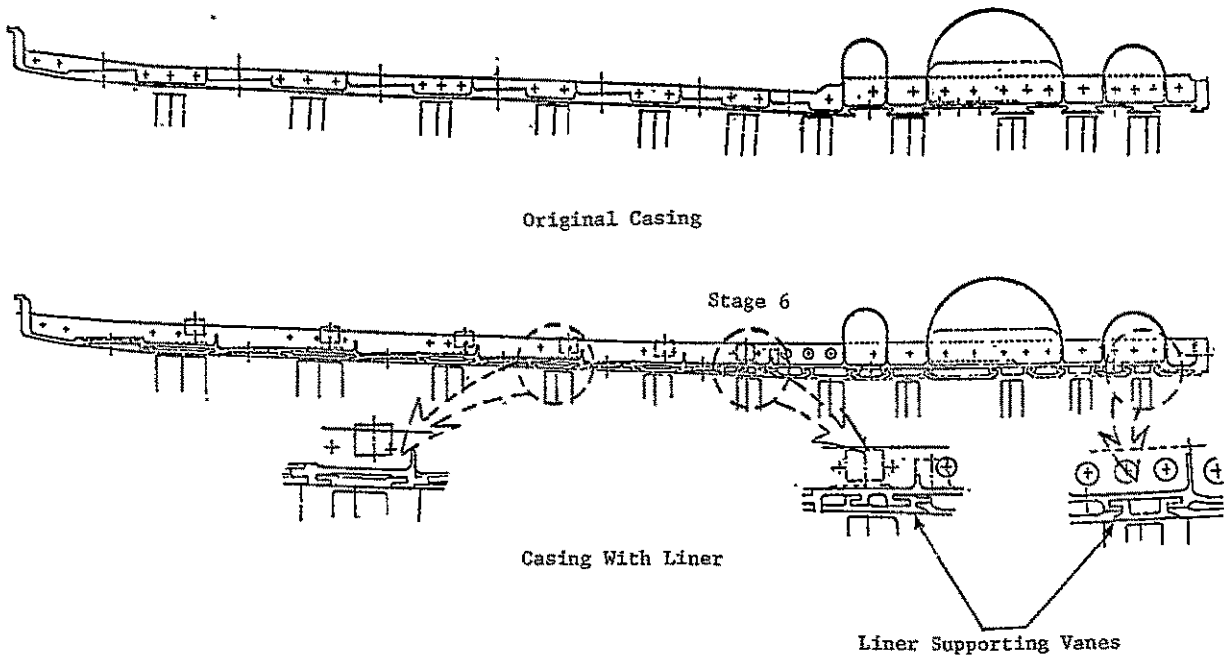 Original Casing
Stage 6
Casing With Liner
Liner Supporting Vanes